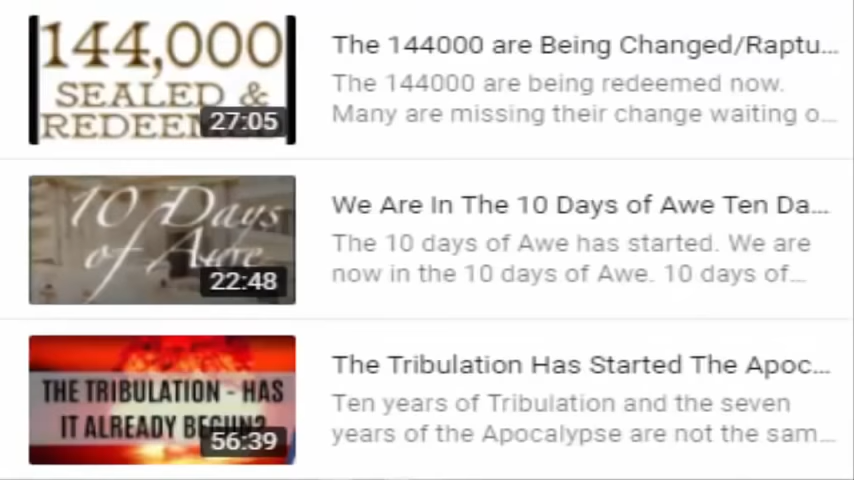 144,000
SEALED &
REDEEM
27:05
The 144000 are Being Changed/Raptu...
The 144000 are being redeemed now.
Many are missing their change waiting o...
10 Days
of Awe
22:48
We Are In The 10 Days of Awe Ten Da...
The 10 days of Awe has started. We are
now in the 10 days of Awe. 10 days of...
THE TRIBULATION - HAS
IT ALREADY BEGUN?
56:39
The Tribulation Has Started The Apoc...
Ten years of Tribulation and the seven
years of the Apocalypse are not the sam...